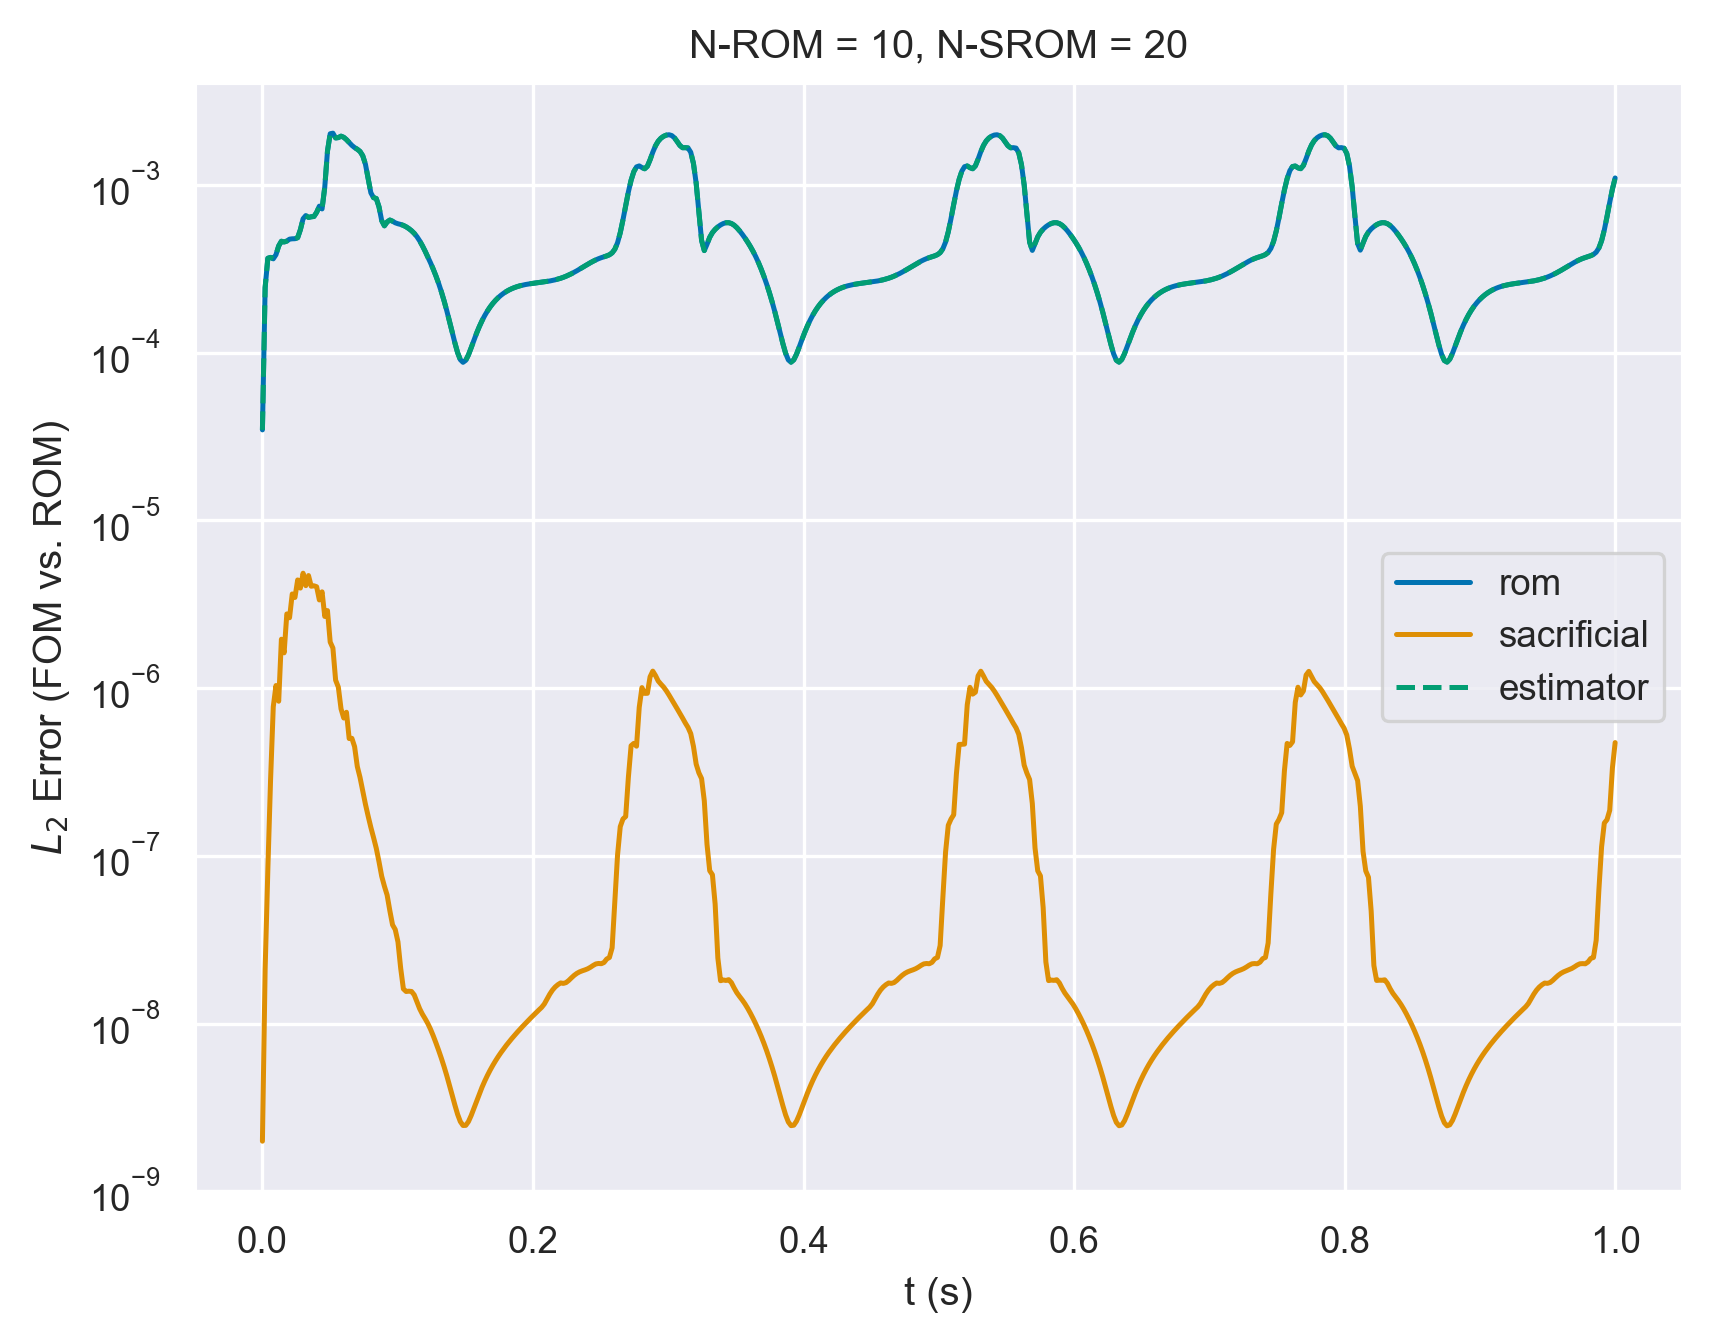 N-ROM = 10, N-SROM = 20
L₂ Error (FOM vs. ROM)
10⁻³
10⁻⁴
10⁻⁵
10⁻⁶
10⁻⁷
10⁻⁸
10⁻⁹
rom
sacrificial
estimator
0.0 0.2 0.4 0.6 0.8 1.0
t (s)